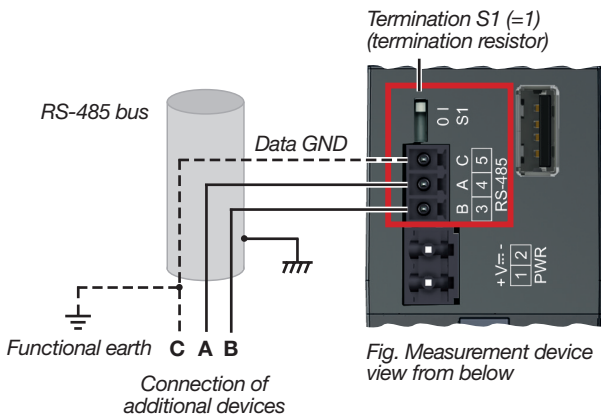 Termination S1 (=1)
(termination resistor)
RS-485 bus
Data GND
0 I
S1
B A C
3 4 5
RS-485
+ V -
1 2
PWR
Functional earth
C A B
Connection of
additional devices
Fig. Measurement device
view from below